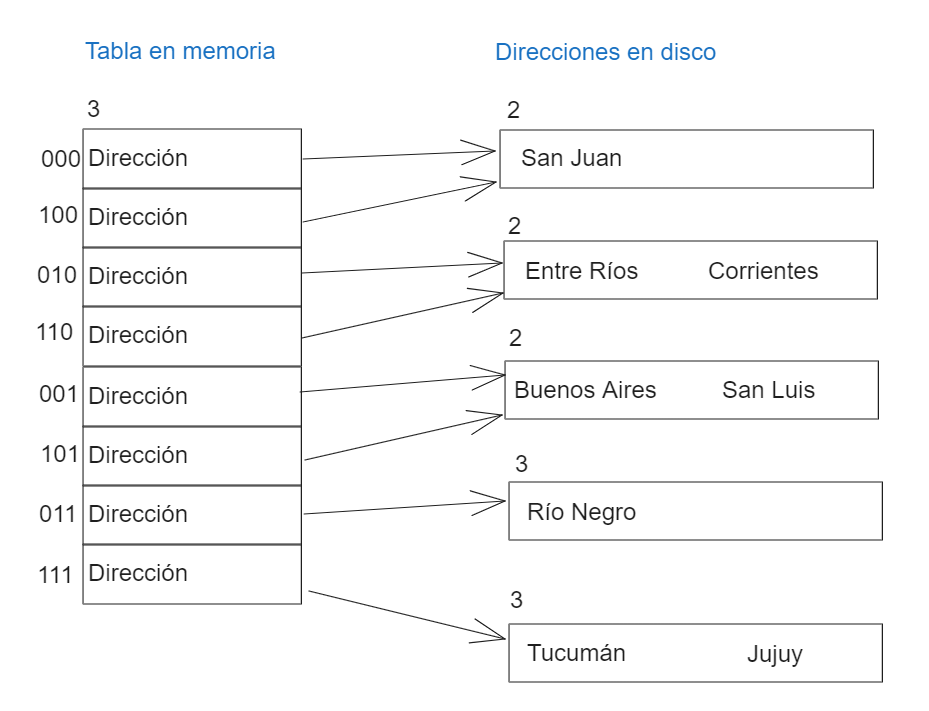 Tabla en memoria
Direcciones en disco
3
000 Dirección
100 Dirección
010 Dirección
110 Dirección
001 Dirección
101 Dirección
011 Dirección
111 Dirección
2
San Juan
2
Entre Ríos Corrientes
2
Buenos Aires San Luis
3
Río Negro
3
Tucumán Jujuy